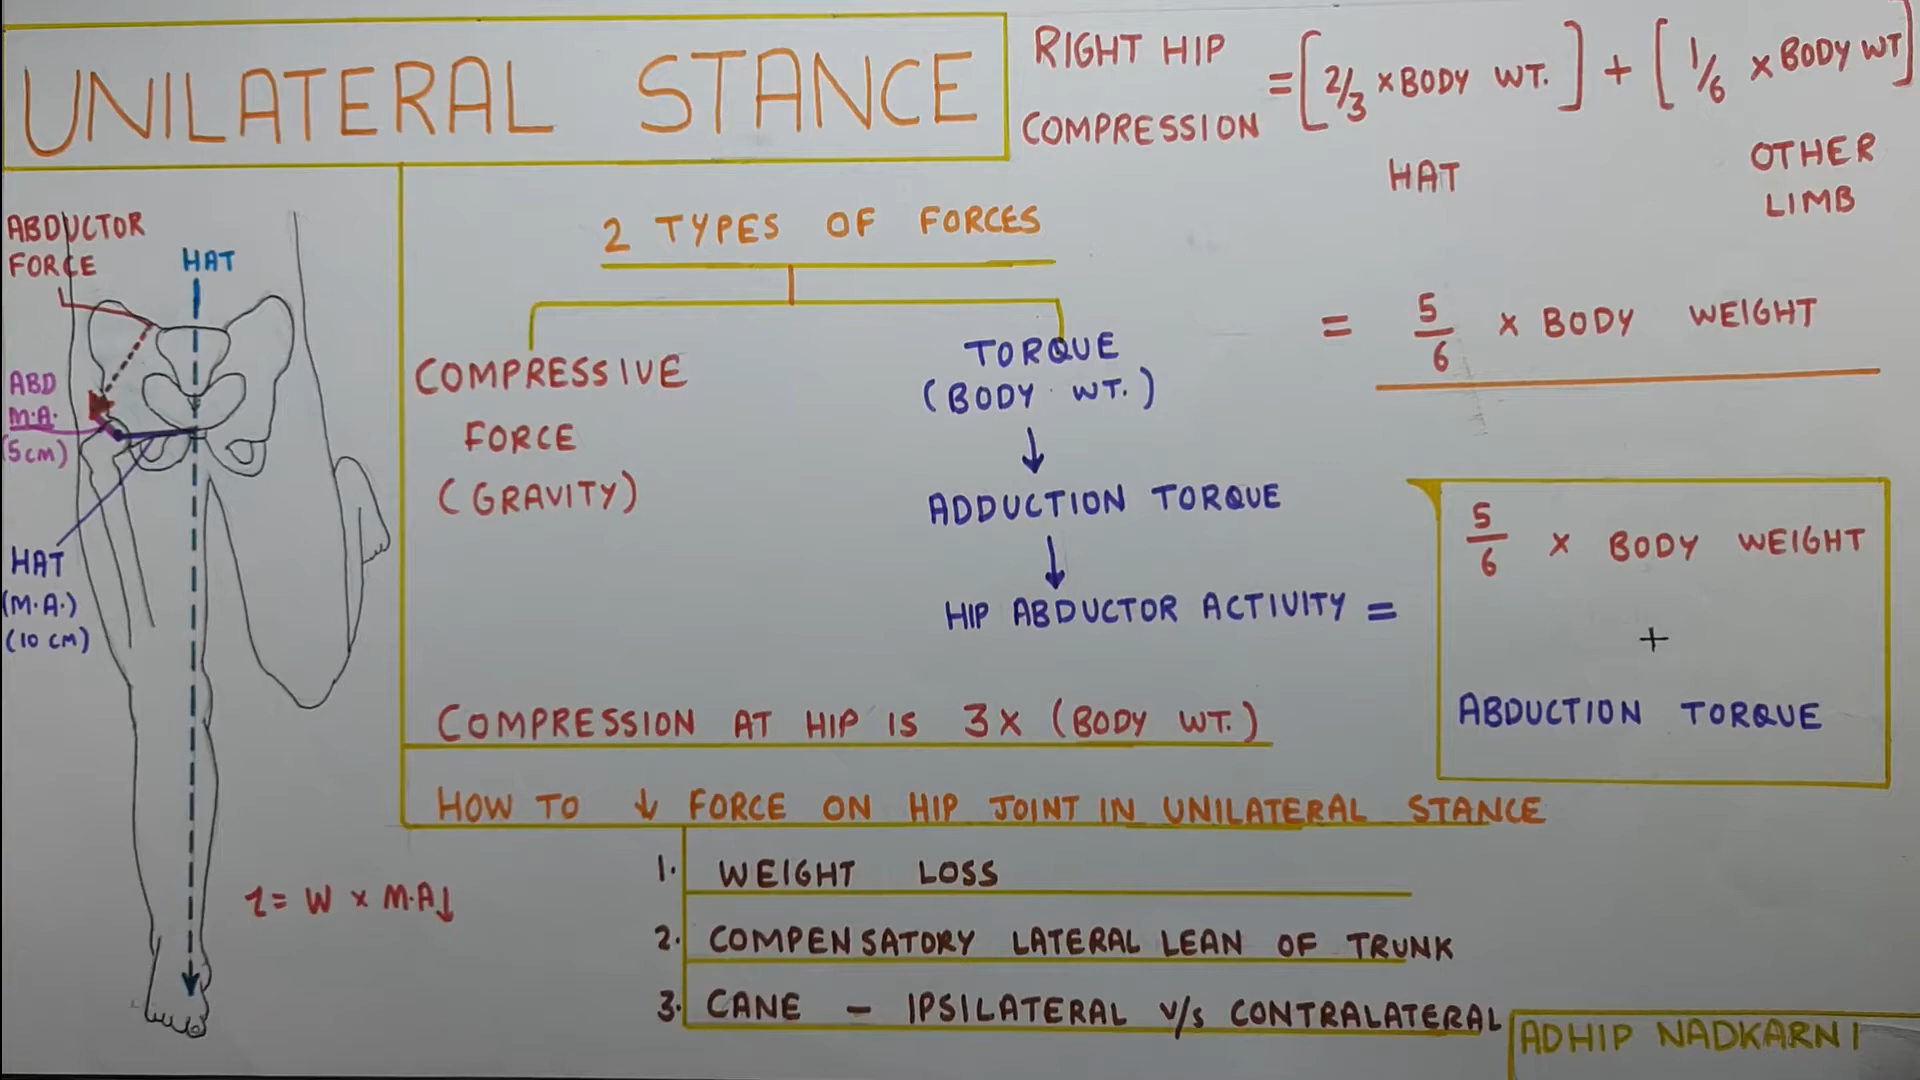 UNILATERAL STANCE
RIGHT HIP
COMPRESSION
= [2/3 × BODY WT.] + [1/6 × BODY WT]
HAT
OTHER
LIMB
= 5/6 × BODY WEIGHT
ABDUCTOR
FORCE
HAT
ABD
M.A.
(5cm)
HAT
(M.A.)
(10 CM)
τ = W × M.A↓
2 TYPES OF FORCES
COMPRESSIVE
FORCE
(GRAVITY)
TORQUE
(BODY WT.)
↓
ADDUCTION TORQUE
↓
HIP ABDUCTOR ACTIVITY =
5/6 × BODY WEIGHT
+
ABDUCTION TORQUE
COMPRESSION AT HIP IS 3× (BODY WT.)
HOW TO ↓ FORCE ON HIP JOINT IN UNILATERAL STANCE
1. WEIGHT LOSS
2. COMPENSATORY LATERAL LEAN OF TRUNK
3. CANE – IPSILATERAL V/S CONTRALATERAL
ADHIP NADKARNI